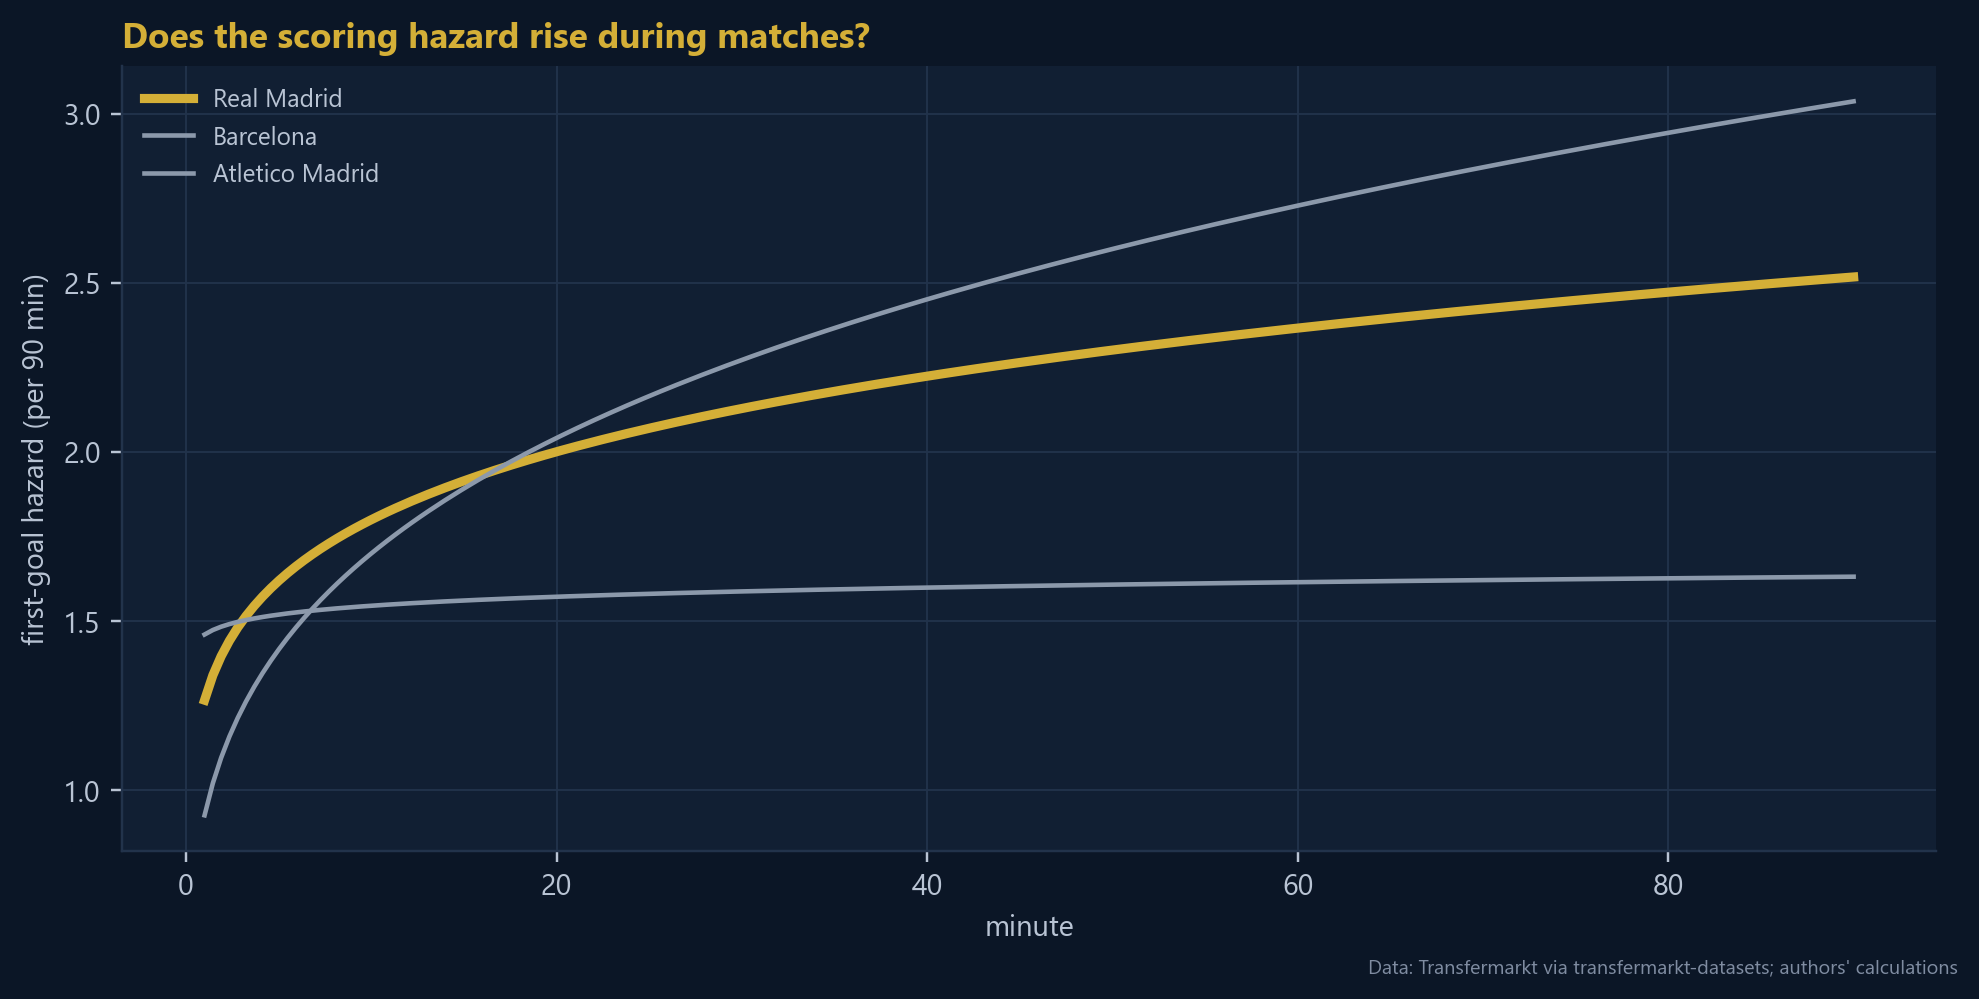 Does the scoring hazard rise during matches?
Real Madrid
Barcelona
Atletico Madrid
3.0
2.5
2.0
1.5
1.0
first-goal hazard (per 90 min)
0 20 40 60 80
minute
Data: Transfermarkt via transfermarkt-datasets; authors' calculations